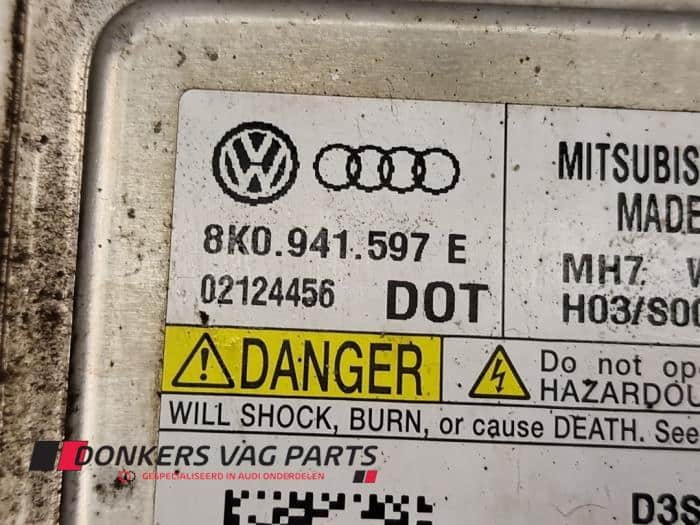 8K0.941.597 E
02124456 DOT
MITSUBIS
MADE
MH7
H03/S00
DANGER
Do not op
HAZARDOU
WILL SHOCK, BURN, or cause DEATH. See
DONKERS VAG PARTS
GESPECIALISEERD IN AUDI ONDERDELEN
D3S